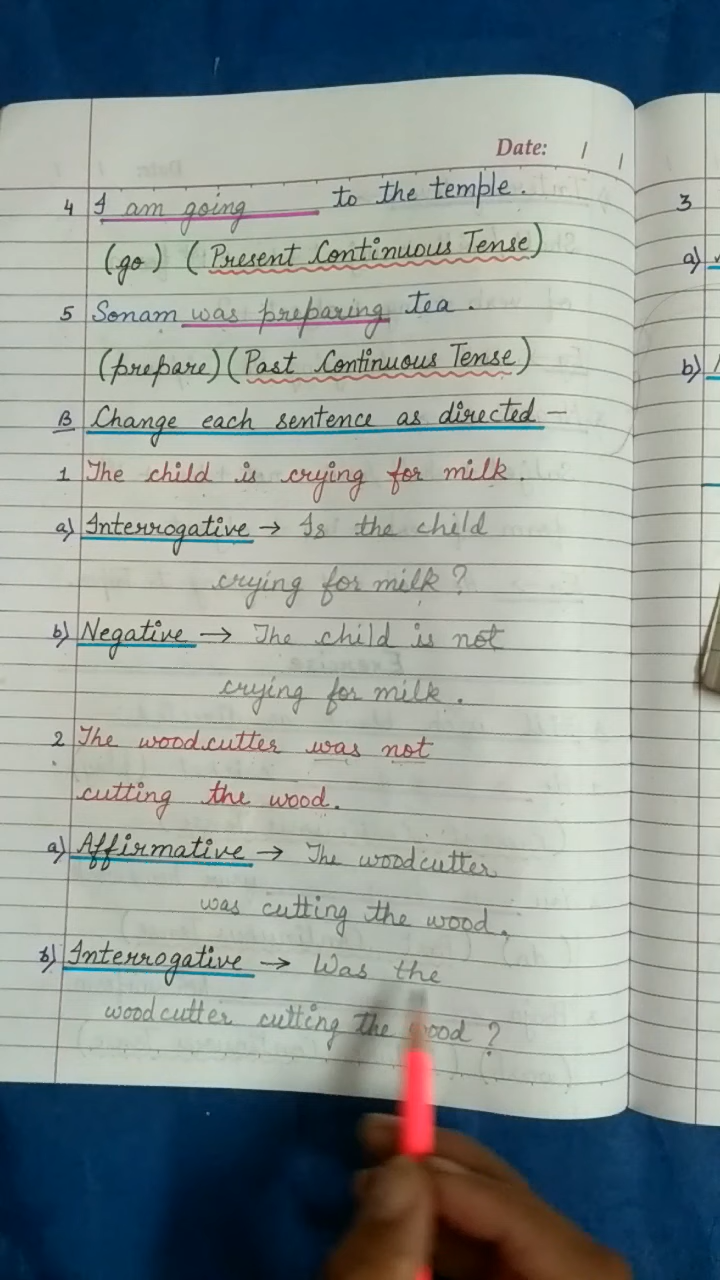 Date: / /
4 I am going to the temple.
(go) (Present Continuous Tense)
5 Sonam was preparing tea.
(prepare) (Past Continuous Tense)
B Change each sentence as directed –
1 The child is crying for milk.
a) Interrogative → Is the child
crying for milk?
b) Negative → The child is not
crying for milk.
2 The woodcutter was not
cutting the wood.
a) Affirmative → The woodcutter
was cutting the wood.
b) Interrogative → Was the
woodcutter cutting the wood?
3
a)
b)